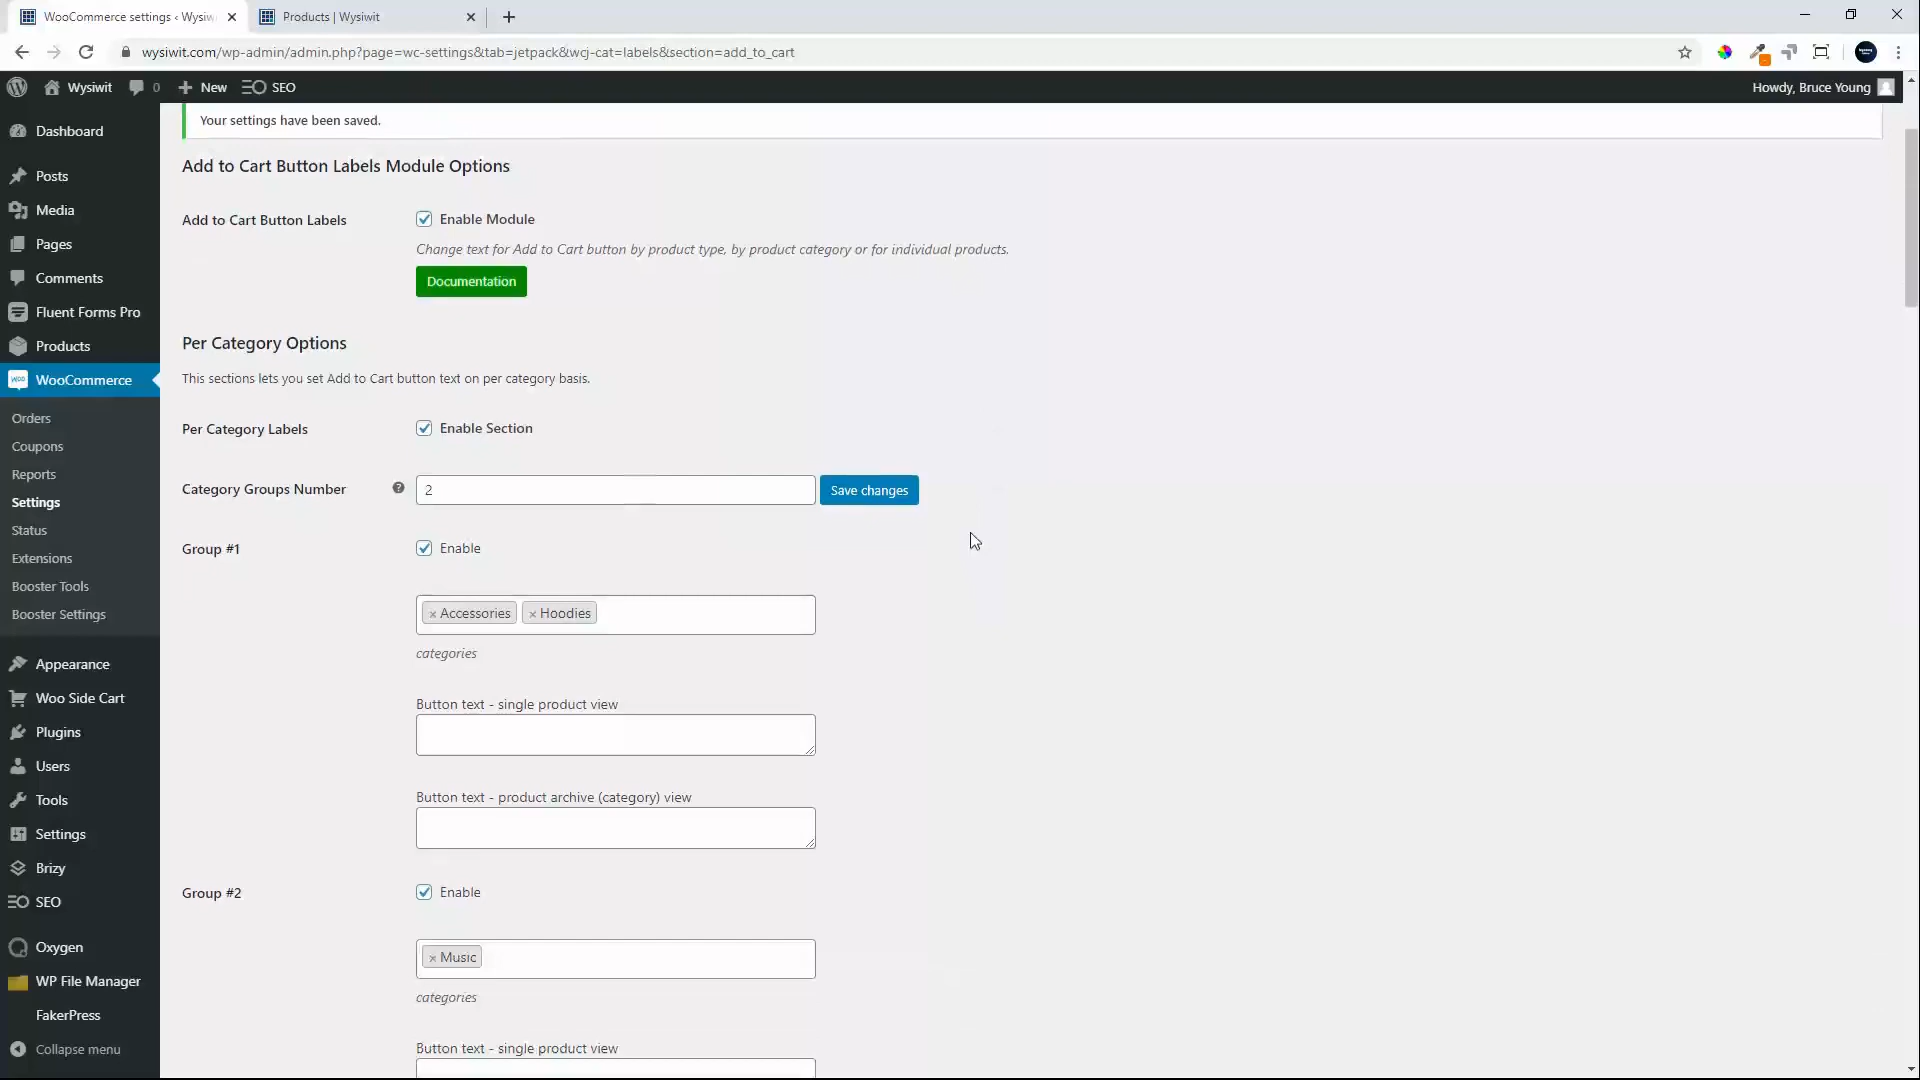 WooCommerce settings ‹ Wysiw
Products | Wysiwit
wysiwit.com/wp-admin/admin.php?page=wc-settings&tab=jetpack&wcj-cat=labels&section=add_to_cart
Wysiwit
0
New
SEO
Howdy, Bruce Young
Dashboard
Posts
Media
Pages
Comments
Fluent Forms Pro
Products
WooCommerce
Orders
Coupons
Reports
Settings
Status
Extensions
Booster Tools
Booster Settings
Appearance
Woo Side Cart
Plugins
Users
Tools
Settings
Brizy
SEO
Oxygen
WP File Manager
FakerPress
Collapse menu
Your settings have been saved.
Add to Cart Button Labels Module Options
Add to Cart Button Labels
Enable Module
Change text for Add to Cart button by product type, by product category or for individual products.
Documentation
Per Category Options
This sections lets you set Add to Cart button text on per category basis.
Per Category Labels
Enable Section
Category Groups Number
2
Save changes
Group #1
Enable
× Accessories × Hoodies
categories
Button text - single product view
Button text - product archive (category) view
Group #2
Enable
× Music
categories
Button text - single product view